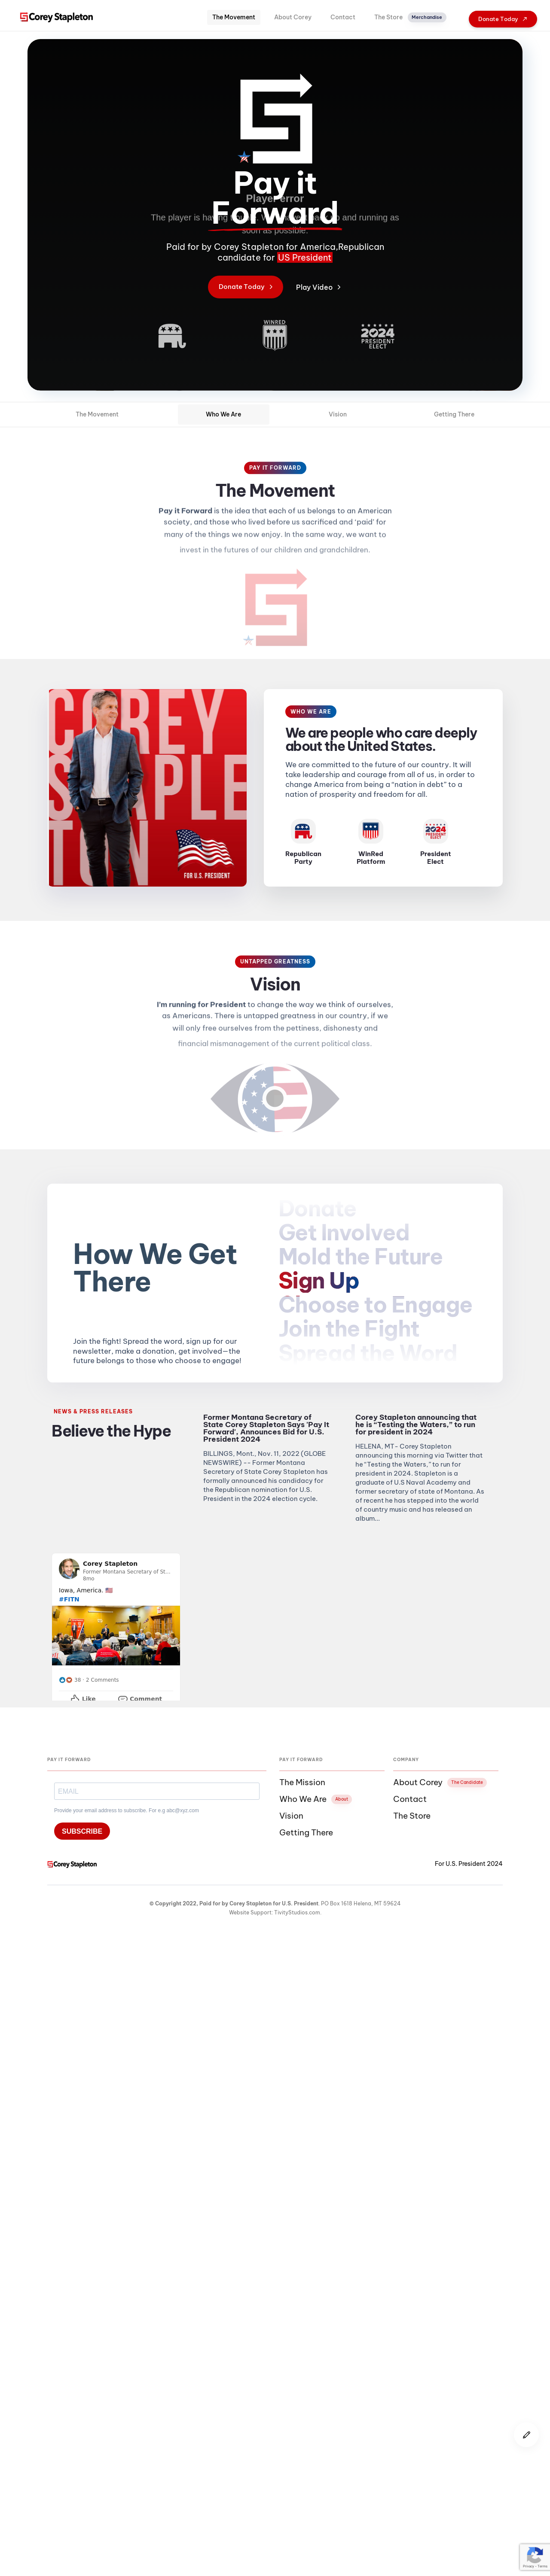 Corey Stapleton
The Movement
About Corey
Contact
The Store
Merchandise
Donate Today
Player error
The player is having
up and running as
soon as possible.
Pay it
Forward
Paid for by Corey Stapleton for America,Republican
candidate for US President
Donate Today
Play Video
WINRED
2024
PRESIDENT
ELECT
The Movement
Who We Are
Vision
Getting There
PAY IT FORWARD
The Movement
Pay it Forward is the idea that each of us belongs to an American
society, and those who lived before us sacrificed and ‘paid’ for
many of the things we now enjoy. In the same way, we want to
invest in the futures of our children and grandchildren.
COREY
STAPLE
TON
FOR U.S. PRESIDENT
WHO WE ARE
We are people who care deeply
about the United States.
We are committed to the future of our country. It will
take leadership and courage from all of us, in order to
change America from being a “nation in debt” to a
nation of prosperity and freedom for all.
2024
PRESIDENT
ELECT
Republican
Party
WinRed
Platform
President
Elect
UNTAPPED GREATNESS
Vision
I’m running for President to change the way we think of ourselves,
as Americans. There is untapped greatness in our country, if we
will only free ourselves from the pettiness, dishonesty and
financial mismanagement of the current political class.
How We Get
There
Join the fight! Spread the word, sign up for our
newsletter, make a donation, get involved—the
future belongs to those who choose to engage!
Donate
Get Involved
Mold the Future
Sign Up
Choose to Engage
Join the Fight
Spread the Word
NEWS & PRESS RELEASES
Believe the Hype
Former Montana Secretary of
State Corey Stapleton Says 'Pay It
Forward', Announces Bid for U.S.
President 2024
BILLINGS, Mont., Nov. 11, 2022 (GLOBE
NEWSWIRE) -- Former Montana
Secretary of State Corey Stapleton has
formally announced his candidacy for
the Republican nomination for U.S.
President in the 2024 election cycle.
Corey Stapleton announcing that
he is “Testing the Waters,” to run
for president in 2024
HELENA, MT- Corey Stapleton
announcing this morning via Twitter that
he “Testing the Waters,” to run for
president in 2024. Stapleton is a
graduate of U.S Naval Academy and
former secretary of state of Montana. As
of recent he has stepped into the world
of country music and has released an
album...
Corey Stapleton
Former Montana Secretary of St...
8mo
Iowa, America. 🇺🇸
#FITN
38 · 2 Comments
Like
Comment
PAY IT FORWARD
EMAIL
Provide your email address to subscribe. For e.g abc@xyz.com
SUBSCRIBE
PAY IT FORWARD
The Mission
Who We Are
About
Vision
Getting There
COMPANY
About Corey
The Candidate
Contact
The Store
Corey Stapleton
For U.S. President 2024
© Copyright 2022, Paid for by Corey Stapleton for U.S. President. PO Box 1618 Helena, MT 59624
Website Support: TivityStudios.com.
Privacy - Terms